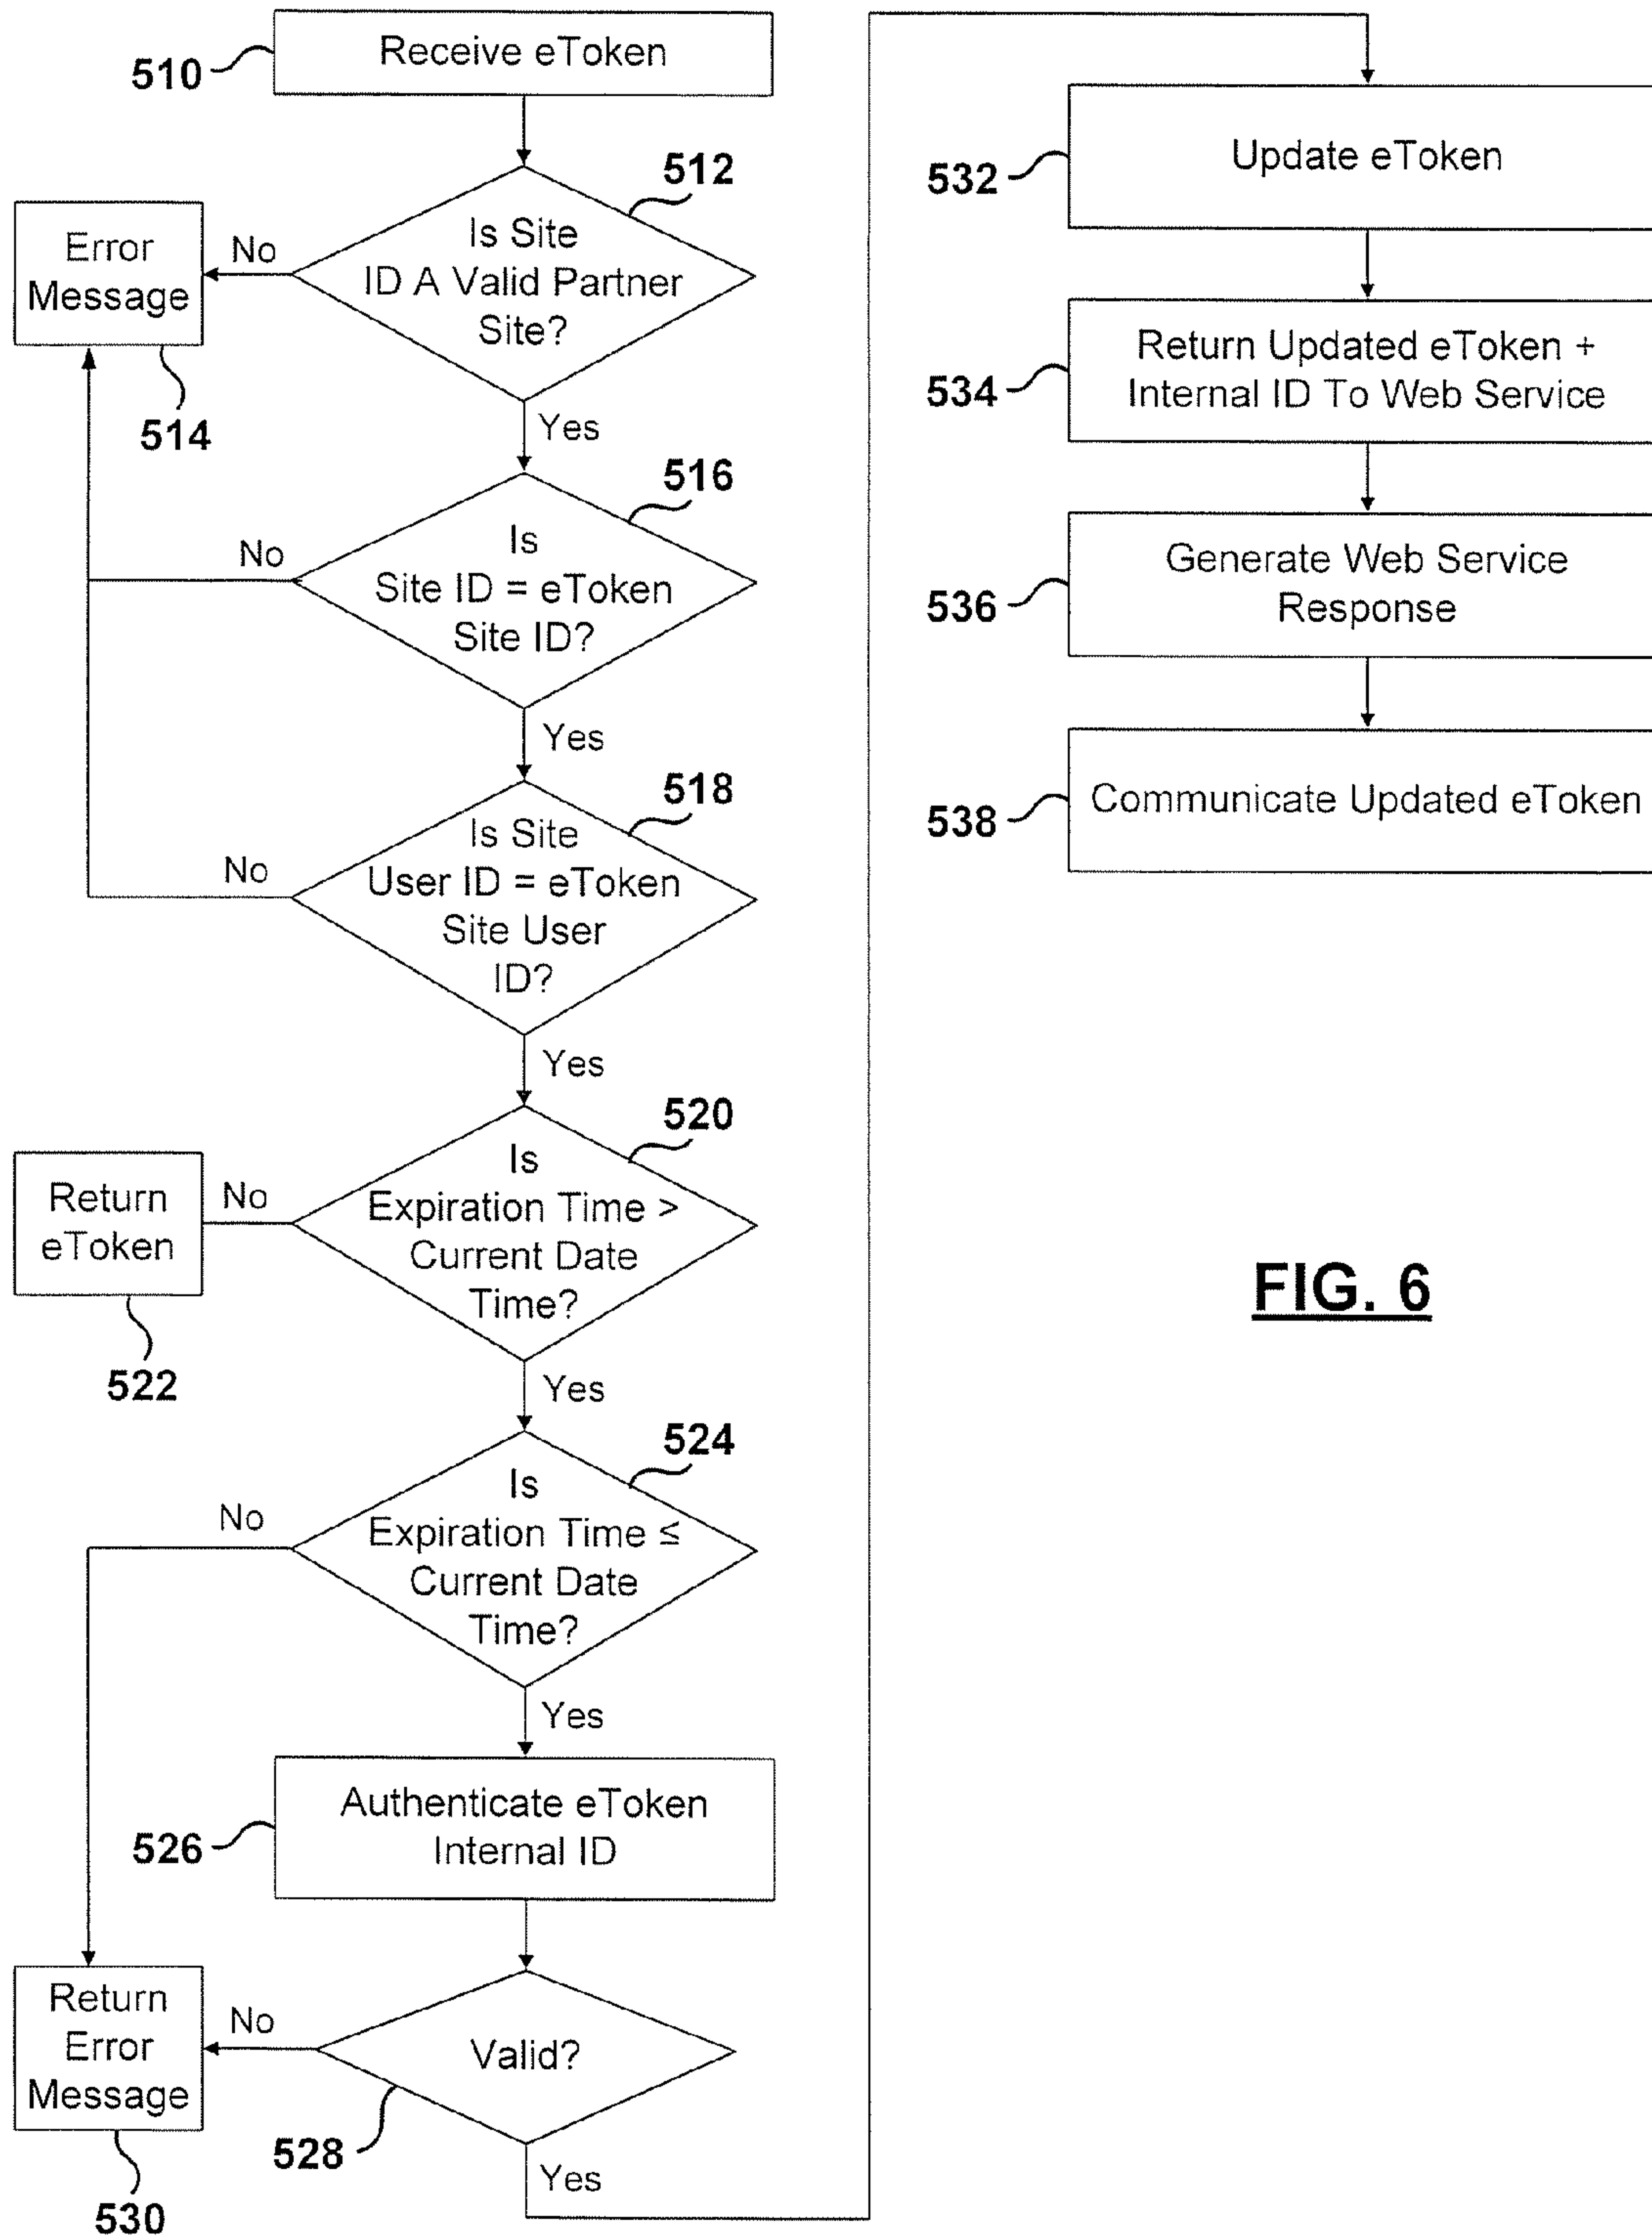 510
Receive eToken
512
Is Site
ID A Valid Partner
Site?
No
Error
Message
514
Yes
516
Is
Site ID = eToken
Site ID?
No
Yes
518
Is Site
User ID = eToken
Site User
ID?
No
Yes
520
Is
Expiration Time >
Current Date
Time?
No
Return
eToken
522
Yes
524
Is
Expiration Time ≤
Current Date
Time?
No
Yes
Authenticate eToken
Internal ID
526
Valid?
528
No
Return
Error
Message
530
Yes
Update eToken
532
Return Updated eToken +
Internal ID To Web Service
534
Generate Web Service
Response
536
Communicate Updated eToken
538
FIG. 6